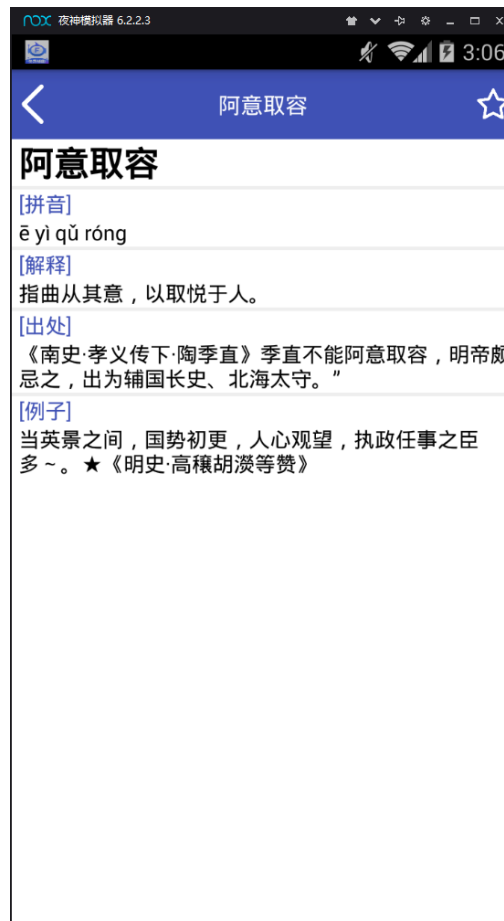 nox 夜神模拟器 6.2.2.3
3:06
阿意取容
阿意取容
[拼音]
ē yì qǔ róng
[解释]
指曲从其意，以取悦于人。
[出处]
《南史·孝义传下·陶季直》季直不能阿意取容，明帝颇
忌之，出为辅国长史、北海太守。”
[例子]
当英景之间，国势初更，人心观望，执政任事之臣
多～。★《明史·高穰胡濙等赞》